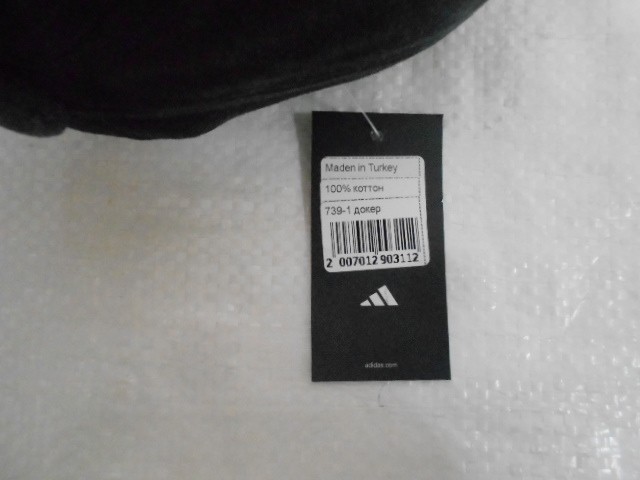 Maden in Turkey
100% коттон
739-1 докер
2 007012 903112
adidas.com